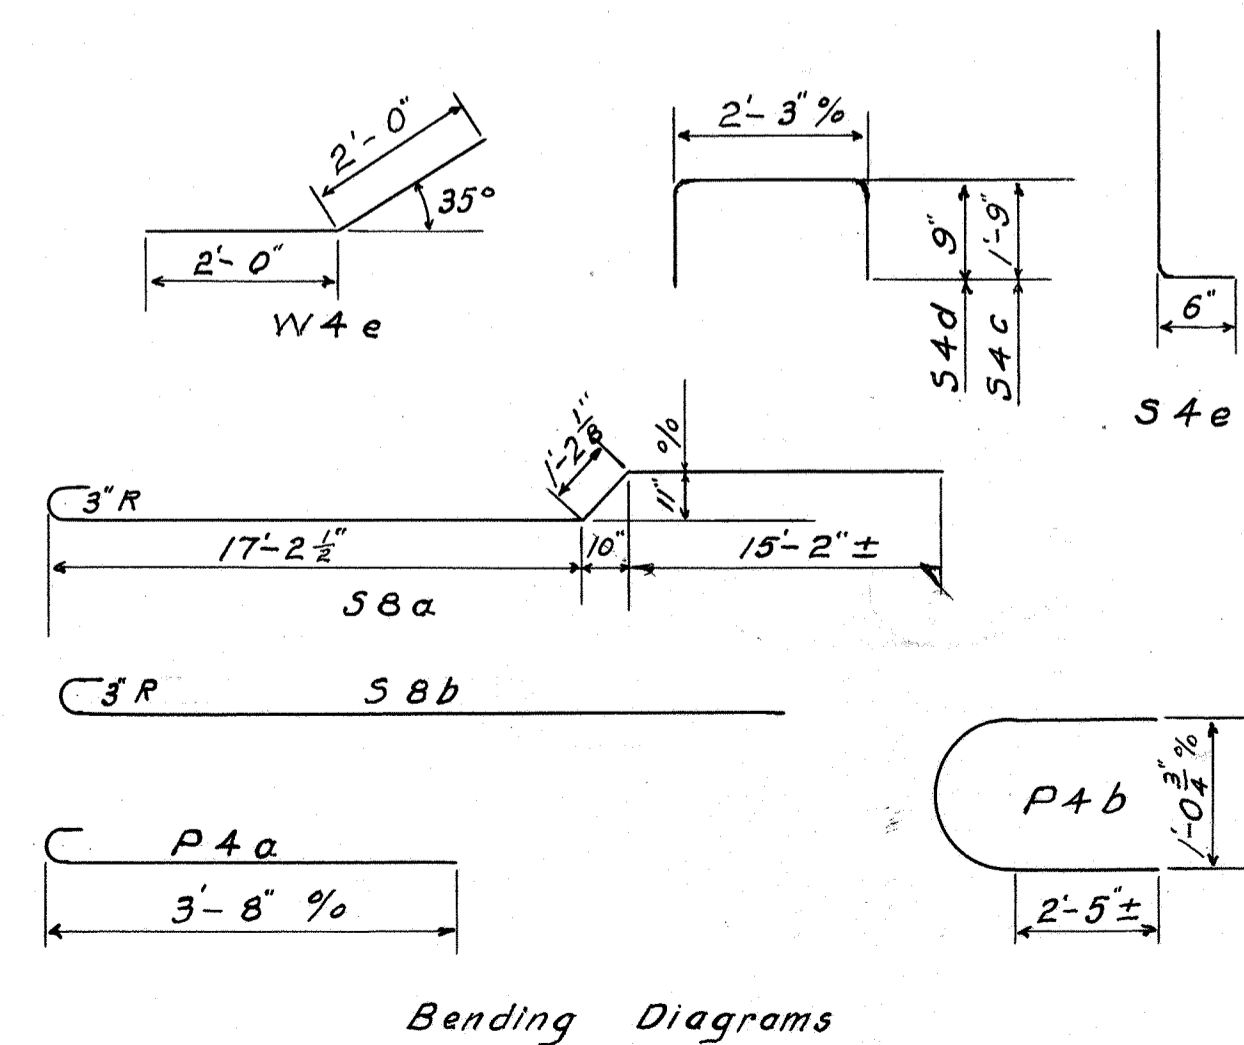 2'-0"
35°
2'-0"
W4e
2'-3" %
9"
1'-9"
S4d
S4c
6"
S4e
1'-2 1/8"
%
11"
3"R
17'-2 1/2"
10"
15'-2" ±
S8a
3"R
S8b
P4a
3'-8" %
P4b
1'-0 3/4" %
2'-5" ±
Bending Diagrams